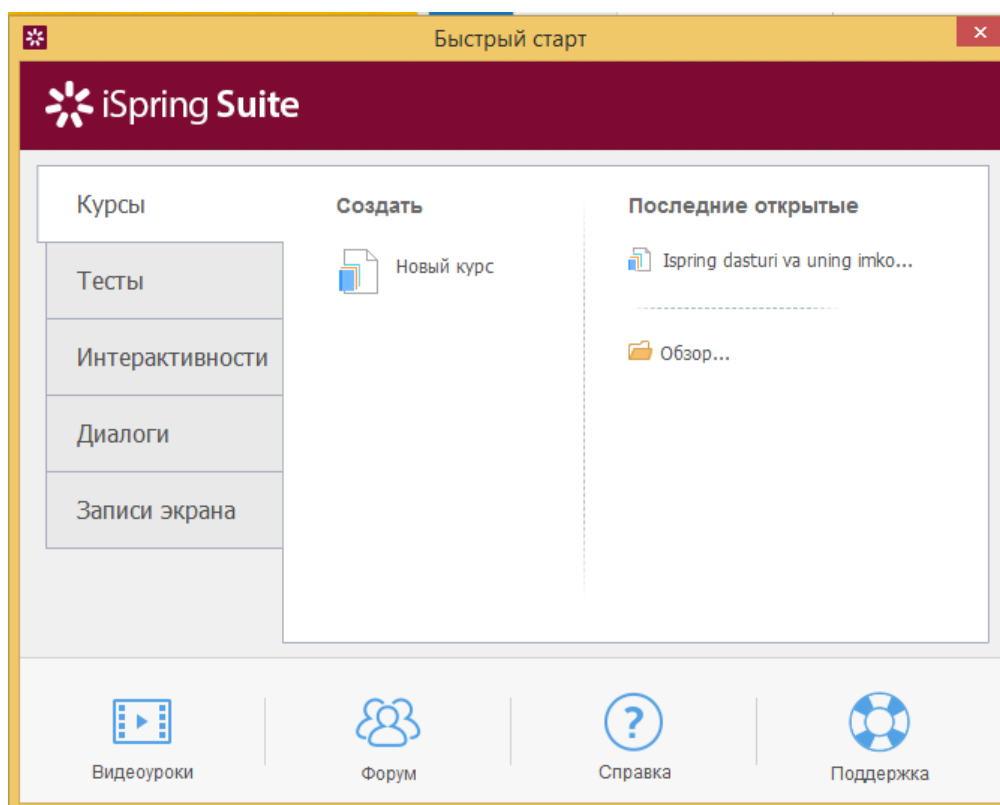 Быстрый старт
iSpring Suite
Курсы
Тесты
Интерактивности
Диалоги
Записи экрана
Создать
Новый курс
Последние открытые
Ispring dasturi va uning imko...
Обзор...
Видеоуроки
Форум
Справка
Поддержка